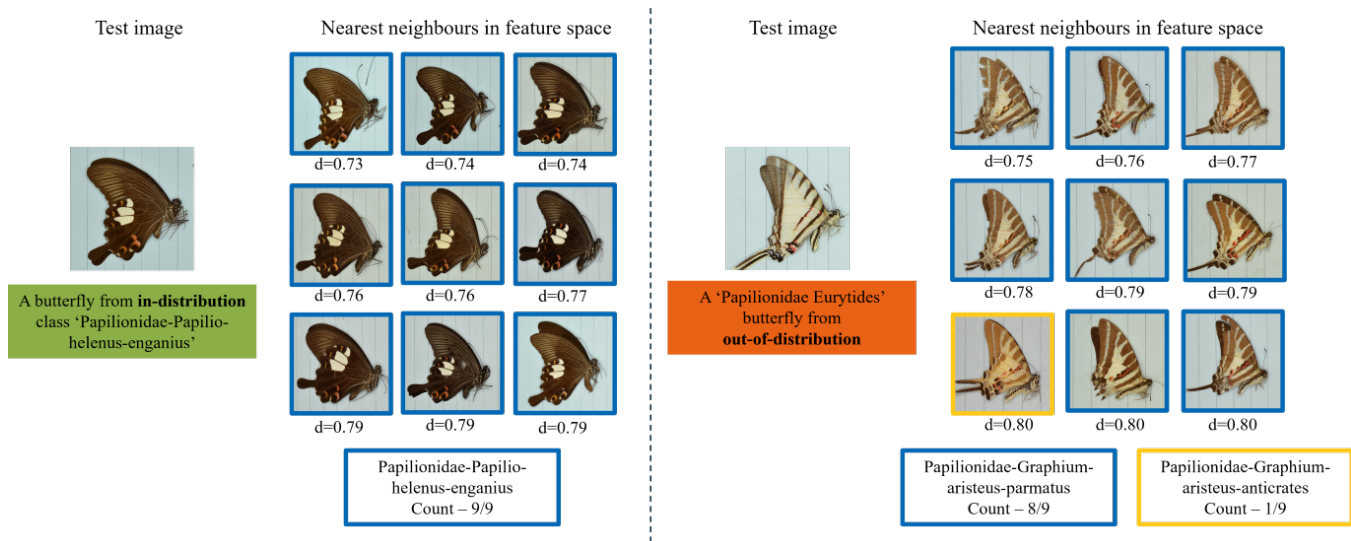 Test image
Nearest neighbours in feature space
d=0.73
d=0.74
d=0.74
d=0.76
d=0.76
d=0.77
d=0.79
d=0.79
d=0.79
A butterfly from in-distribution
class ‘Papilionidae-Papilio-
helenus-enganius’
Papilionidae-Papilio-
helenus-enganius
Count – 9/9
Test image
Nearest neighbours in feature space
d=0.75
d=0.76
d=0.77
d=0.78
d=0.79
d=0.79
d=0.80
d=0.80
d=0.80
A ‘Papilionidae Eurytides’
butterfly from
out-of-distribution
Papilionidae-Graphium-
aristeus-parmatus
Count – 8/9
Papilionidae-Graphium-
aristeus-anticrates
Count – 1/9